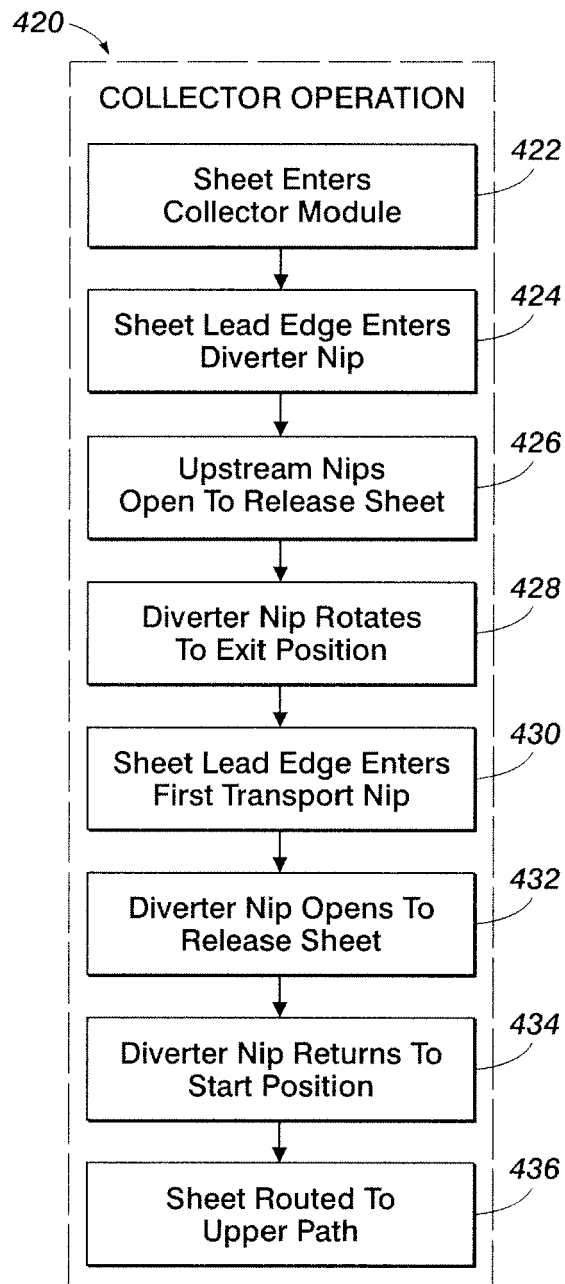 420
COLLECTOR OPERATION
422
Sheet Enters
Collector Module
424
Sheet Lead Edge Enters
Diverter Nip
426
Upstream Nips
Open To Release Sheet
428
Diverter Nip Rotates
To Exit Position
430
Sheet Lead Edge Enters
First Transport Nip
432
Diverter Nip Opens To
Release Sheet
434
Diverter Nip Returns To
Start Position
436
Sheet Routed To
Upper Path